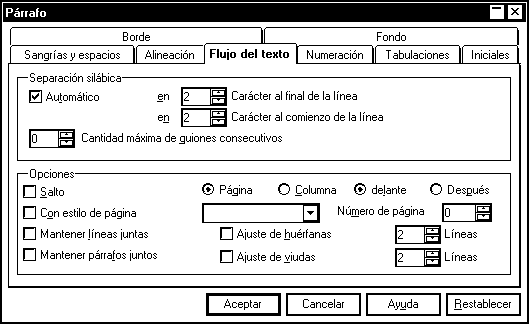 Párrafo
Borde Fondo
Sangrías y espacios Alineación Flujo del texto Numeración Tabulaciones Iniciales
Separación silábica
Automático en 2 Carácter al final de la línea
en 2 Carácter al comienzo de la línea
0 Cantidad máxima de guiones consecutivos
Opciones
Salto Página Columna delante Después
Con estilo de página Número de página 0
Mantener líneas juntas Ajuste de huérfanas 2 Líneas
Mantener párrafos juntos Ajuste de viudas 2 Líneas
Aceptar Cancelar Ayuda Restablecer